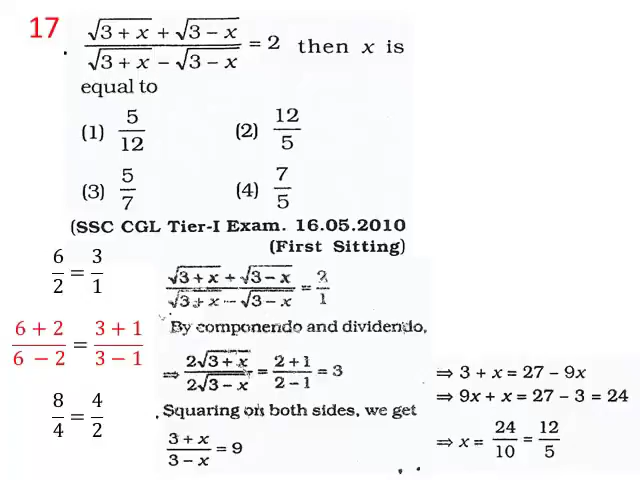 17. (√(3 + x) + √(3 − x))/(√(3 + x) − √(3 − x)) = 2 then x is
equal to
(1) 5/12 (2) 12/5
(3) 5/7 (4) 7/5
(SSC CGL Tier-I Exam. 16.05.2010
(First Sitting)
6/2 = 3/1
(6 + 2)/(6 − 2) = (3 + 1)/(3 − 1)
8/4 = 4/2
(√(3 + x) + √(3 − x))/(√(3 + x) − √(3 − x)) = 2/1
By componendo and dividendo,
⇒ 2√(3 + x)/2√(3 − x) = (2 + 1)/(2 − 1) = 3
Squaring on both sides, we get
(3 + x)/(3 − x) = 9
⇒ 3 + x = 27 − 9x
⇒ 9x + x = 27 − 3 = 24
⇒ x = 24/10 = 12/5